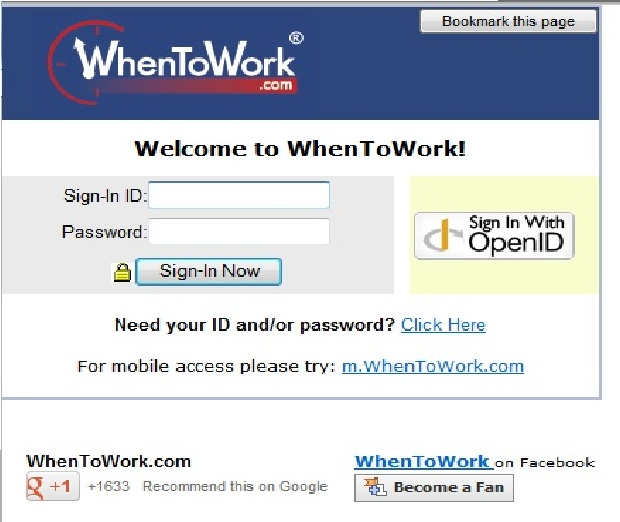 Bookmark this page
WhenToWork®
.com
Welcome to WhenToWork!
Sign-In ID:
Password:
Sign-In Now
Sign In With
OpenID
Need your ID and/or password? Click Here
For mobile access please try: m.WhenToWork.com
WhenToWork.com
g +1 +1633 Recommend this on Google
WhenToWork on Facebook
Become a Fan